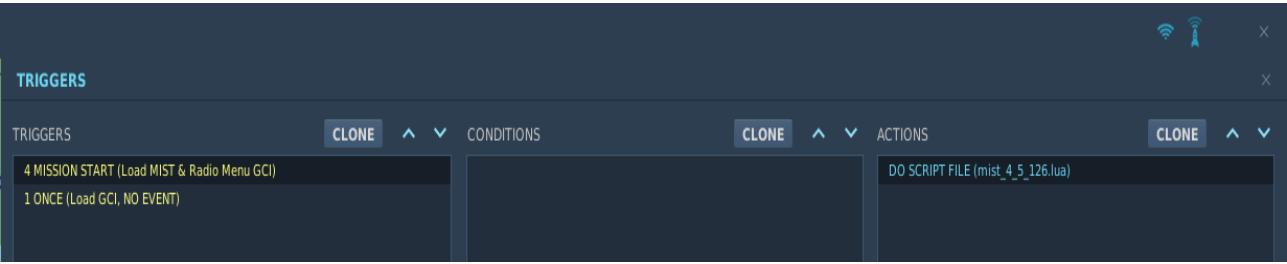 TRIGGERS
TRIGGERS CLONE CONDITIONS CLONE ACTIONS CLONE
4 MISSION START (Load MIST & Radio Menu GCI)
1 ONCE (Load GCI, NO EVENT)
DO SCRIPT FILE (mist_4_5_126.lua)